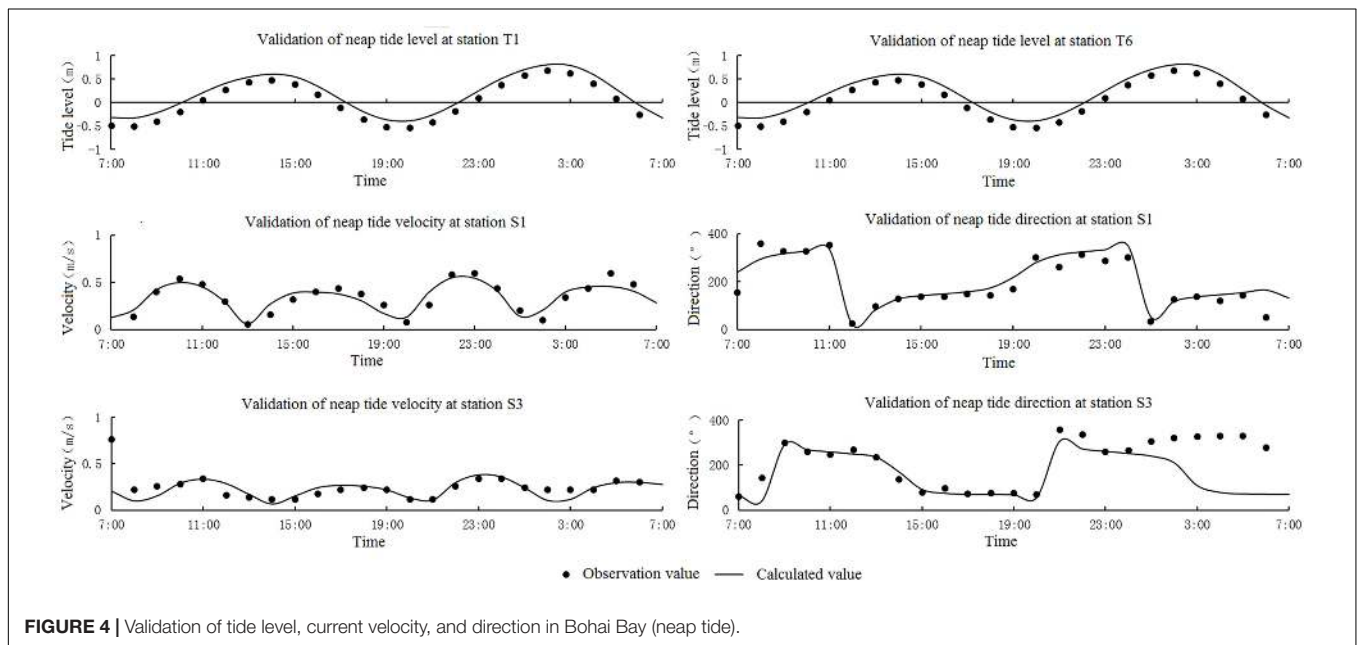 Validation of neap tide level at station T1
Tide level(m)
1
0.5
0
-0.5
-1
7:00 11:00 15:00 19:00 23:00 3:00 7:00
Time
Validation of neap tide level at station T6
Tide level(m)
1
0.5
0
-0.5
-1
7:00 11:00 15:00 19:00 23:00 3:00 7:00
Time
Validation of neap tide velocity at station S1
Velocity(m/s)
1
0.5
0
7:00 11:00 15:00 19:00 23:00 3:00 7:00
Time
Validation of neap tide direction at station S1
Direction(°)
400
200
0
7:00 11:00 15:00 19:00 23:00 3:00 7:00
Time
Validation of neap tide velocity at station S3
Velocity(m/s)
1
0.5
0
7:00 11:00 15:00 19:00 23:00 3:00 7:00
Time
Validation of neap tide direction at station S3
Direction(°)
400
200
0
7:00 11:00 15:00 19:00 23:00 3:00 7:00
Time
Observation value
Calculated value
FIGURE 4 | Validation of tide level, current velocity, and direction in Bohai Bay (neap tide).